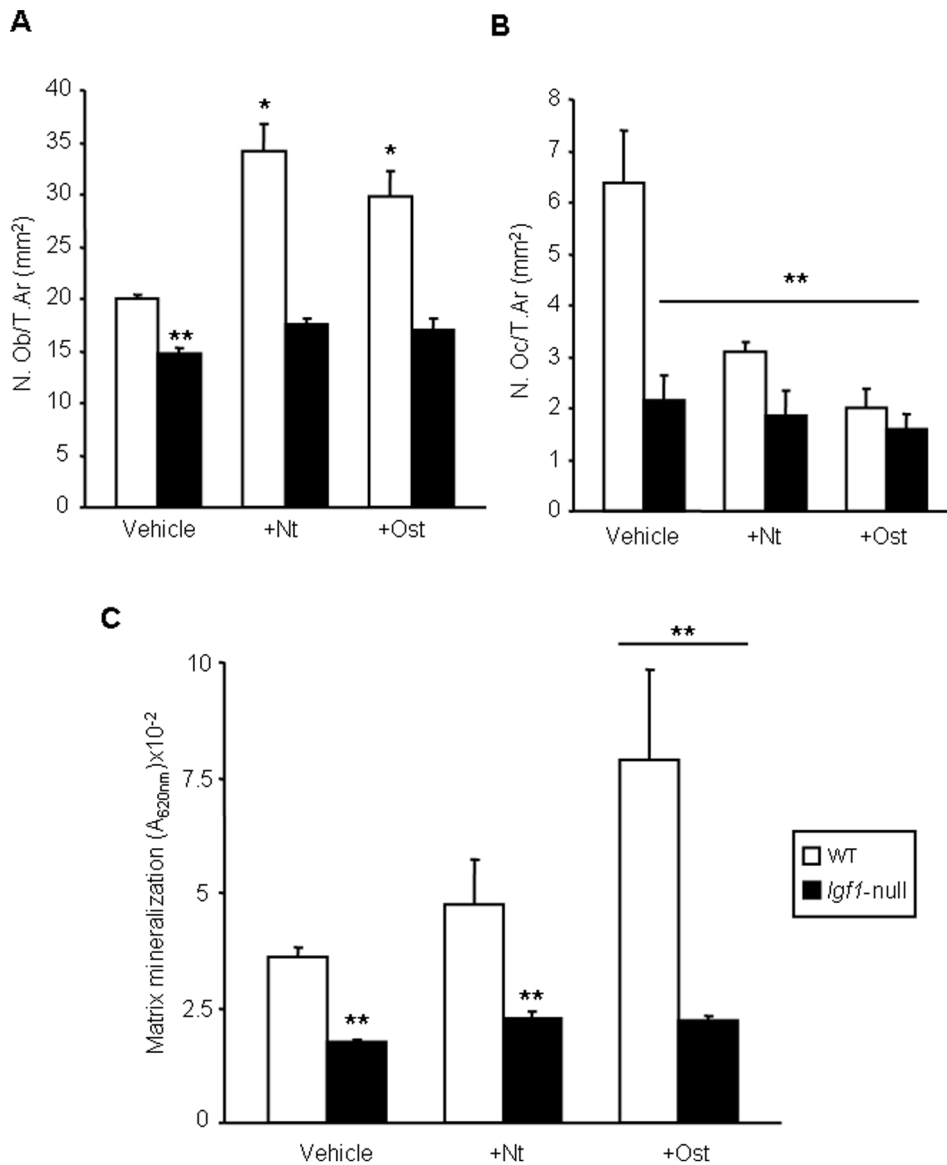 A
N. Ob/T.Ar (mm²)
40
35
30
25
20
15
10
5
0
*
*
**
Vehicle
+Nt
+Ost
B
N. Oc/T.Ar (mm²)
8
7
6
5
4
3
2
1
0
**
Vehicle
+Nt
+Ost
C
Matrix mineralization (A620nm)x10-2
10
7.5
5
2.5
0
**
**
**
Vehicle
+Nt
+Ost
WT
Igf1-null